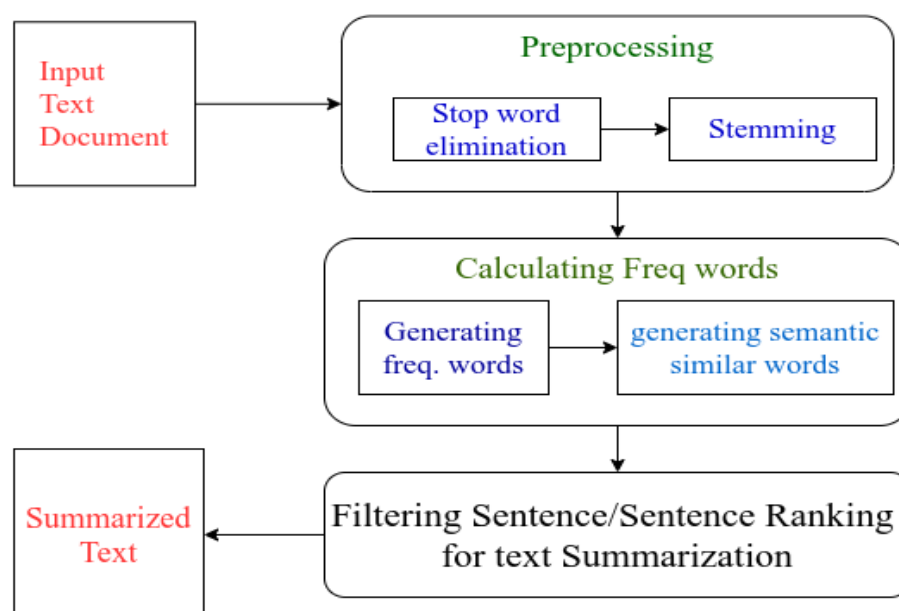 Input
Text
Document
Preprocessing
Stop word
elimination
Stemming
Calculating Freq words
Generating
freq. words
generating semantic
similar words
Filtering Sentence/Sentence Ranking
for text Summarization
Summarized
Text